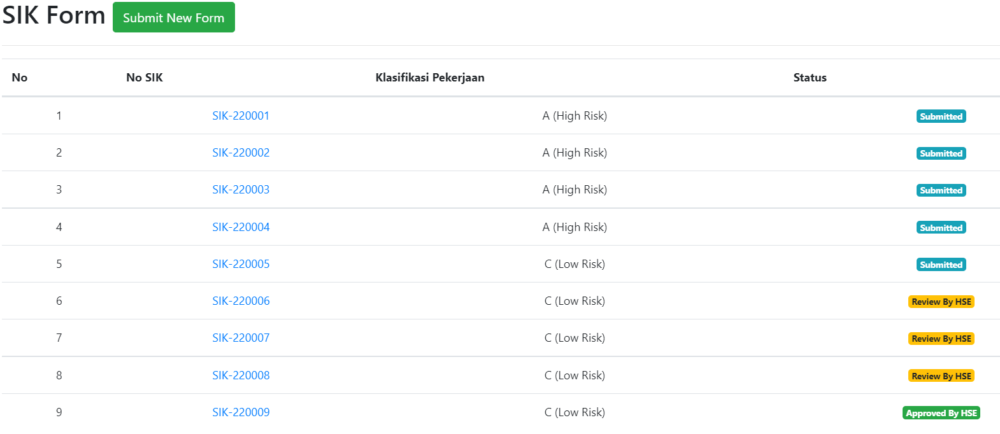 SIK Form Submit New Form
No No SIK Klasifikasi Pekerjaan Status
1 SIK-220001 A (High Risk) Submitted
2 SIK-220002 A (High Risk) Submitted
3 SIK-220003 A (High Risk) Submitted
4 SIK-220004 A (High Risk) Submitted
5 SIK-220005 C (Low Risk) Submitted
6 SIK-220006 C (Low Risk) Review By HSE
7 SIK-220007 C (Low Risk) Review By HSE
8 SIK-220008 C (Low Risk) Review By HSE
9 SIK-220009 C (Low Risk) Approved By HSE